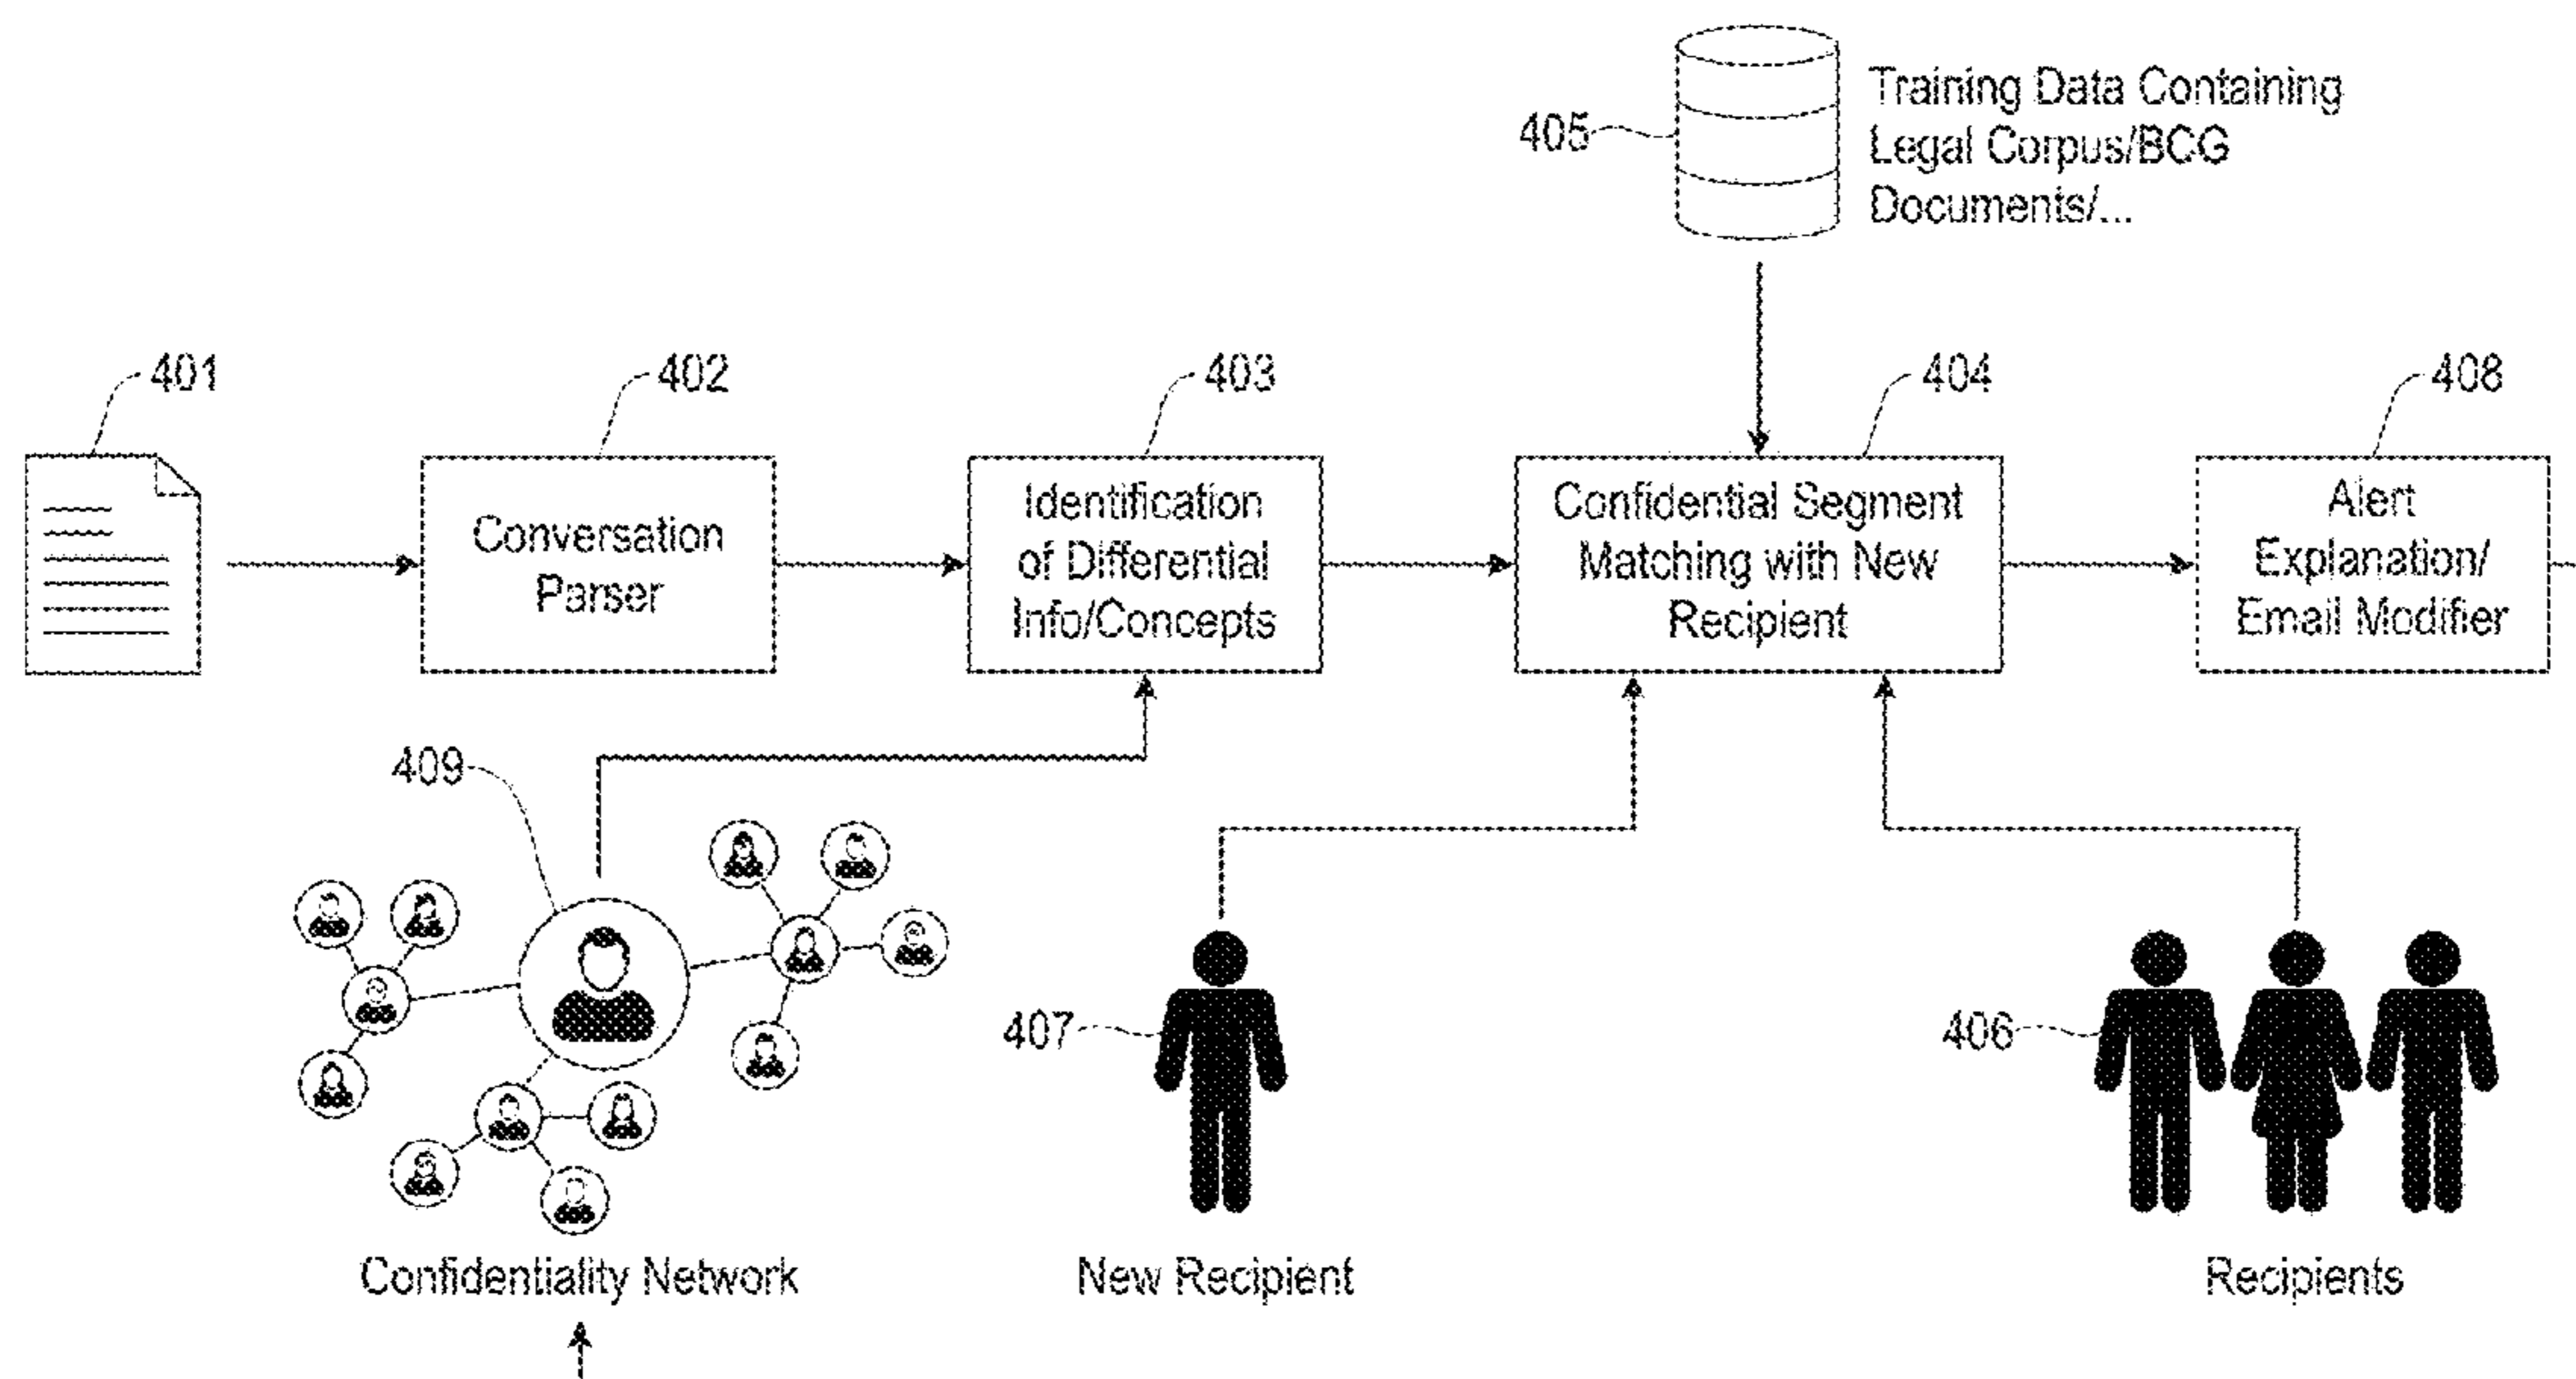 405
Training Data Containing
Legal Corpus/BCG
Documents/...
401
402
403
404
408
Conversation
Parser
Identification
of Differential
Info/Concepts
Confidential Segment
Matching with New
Recipient
Alert
Explanation/
Email Modifier
409
407
406
Confidentiality Network
New Recipient
Recipients